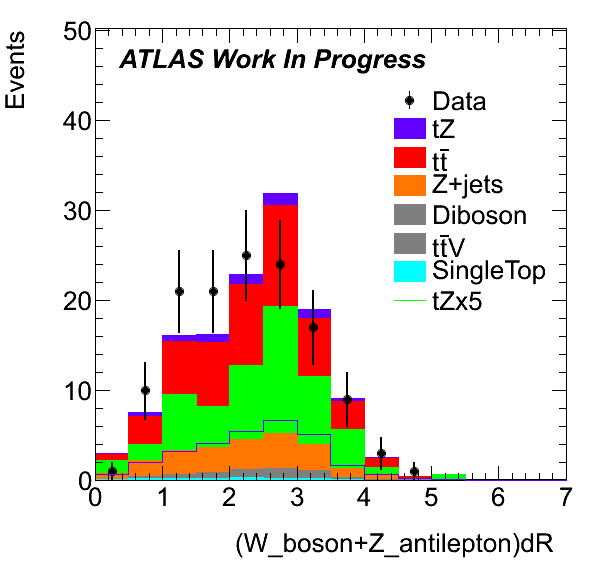 Events
50
40
30
20
10
0
ATLAS Work In Progress
Data
tZ
tt̄
Z+jets
Diboson
tt̄V
SingleTop
tZx5
0 1 2 3 4 5 6 7
(W_boson+Z_antilepton)dR